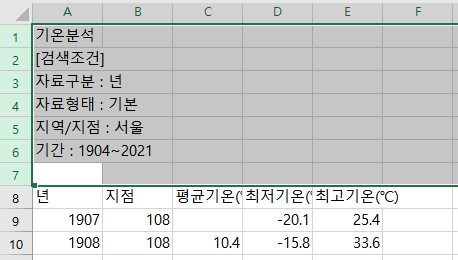 A B C D E F
1 기온분석
2 [검색조건]
3 자료구분 : 년
4 자료형태 : 기본
5 지역/지점 : 서울
6 기간 : 1904~2021
7
8 년 지점 평균기온(° 최저기온(° 최고기온(℃)
9 1907 108 -20.1 25.4
10 1908 108 10.4 -15.8 33.6